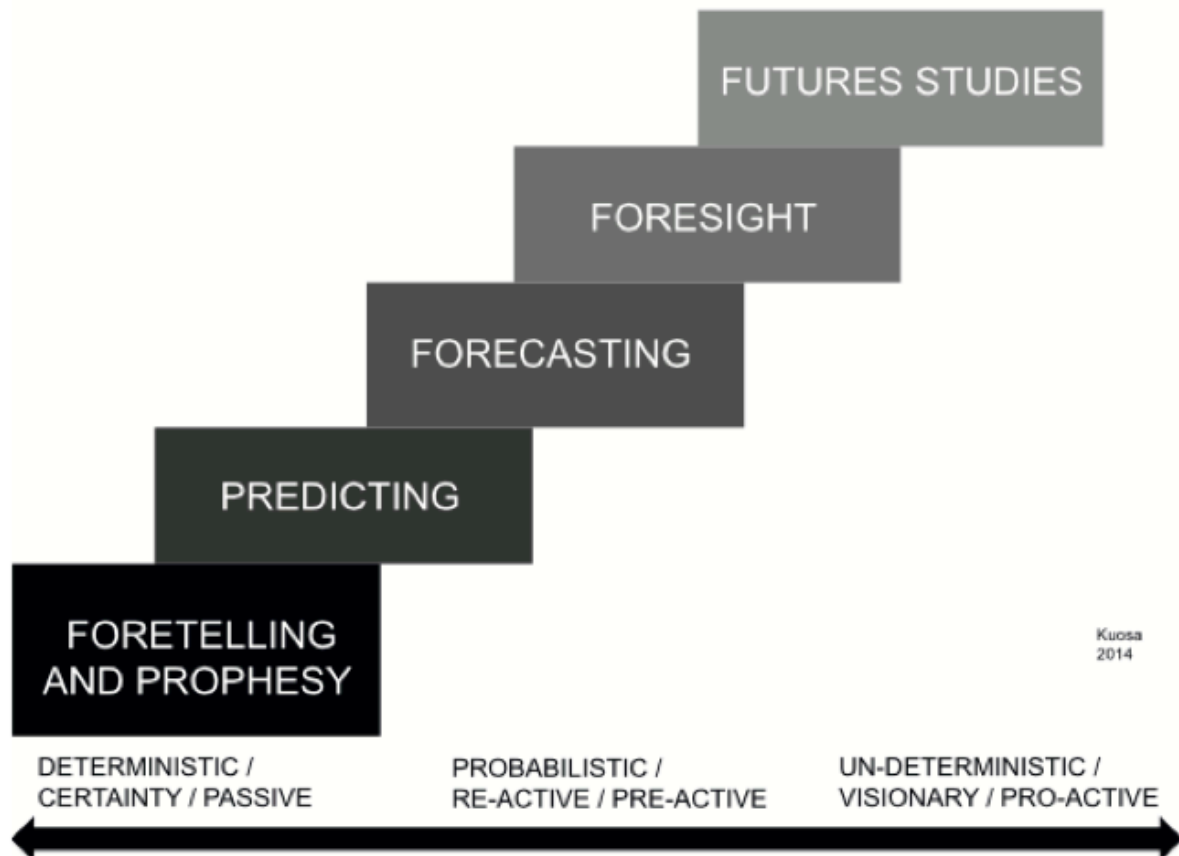 FUTURES STUDIES
FORESIGHT
FORECASTING
PREDICTING
FORETELLING
AND PROPHESY
Kuosa
2014
DETERMINISTIC /
CERTAINTY / PASSIVE
PROBABILISTIC /
RE-ACTIVE / PRE-ACTIVE
UN-DETERMINISTIC /
VISIONARY / PRO-ACTIVE